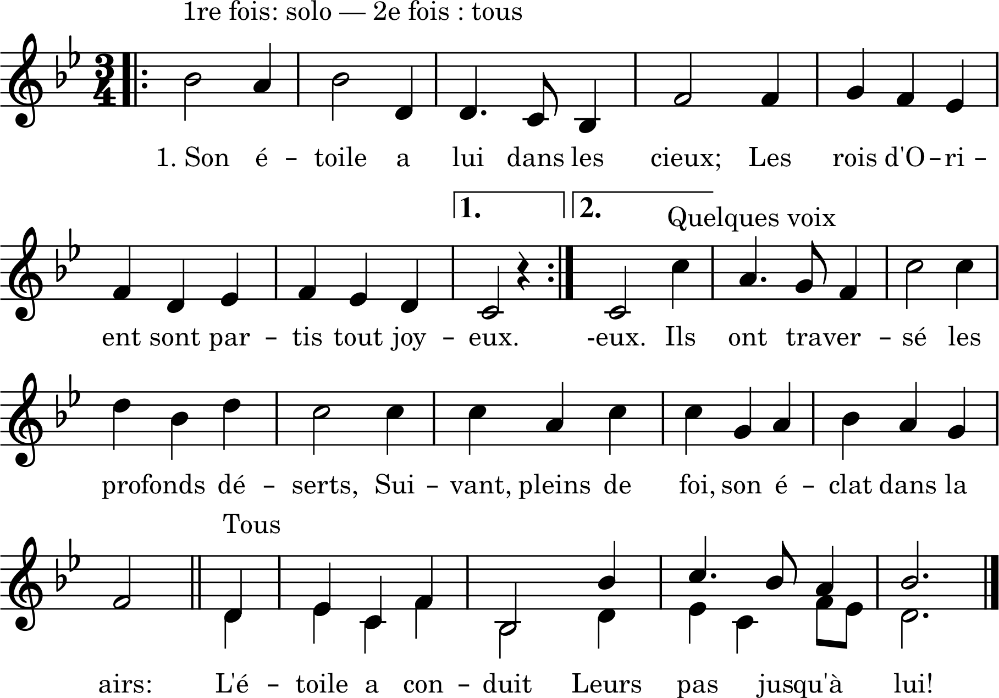 1re fois: solo — 2e fois : tous
3
4
1. Son é – toile a lui dans les cieux; Les rois d'O – ri –
1. 2.
Quelques voix
ent sont par – tis tout joy – eux. -eux. Ils ont traver – sé les
profonds dé – serts, Sui – vant, pleins de foi, son é – clat dans la
Tous
airs: L'é – toile a con – duit Leurs pas jusqu'à lui!